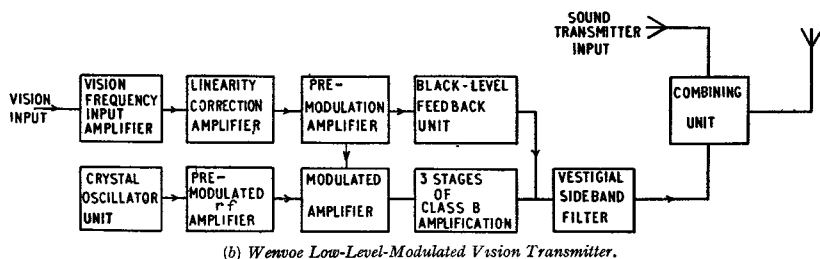 SOUND
TRANSMITTER
INPUT
VISION
INPUT
VISION
FREQUENCY
INPUT
AMPLIFIER
LINEARITY
CORRECTION
AMPLIFIER
PRE-
MODULATION
AMPLIFIER
BLACK-LEVEL
FEEDBACK
UNIT
COMBINING
UNIT
CRYSTAL
OSCILLATOR
UNIT
PRE-
MODULATED
rf
AMPLIFIER
MODULATED
AMPLIFIER
3 STAGES
OF
CLASS B
AMPLIFICATION
VESTIGIAL
SIDEBAND
FILTER
(b) Wenvoe Low-Level-Modulated Vision Transmitter.